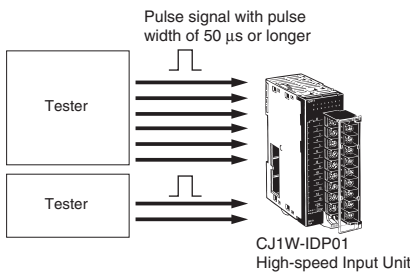 Pulse signal with pulse
width of 50 μs or longer
Tester
Tester
CJ1W-IDP01
High-speed Input Unit